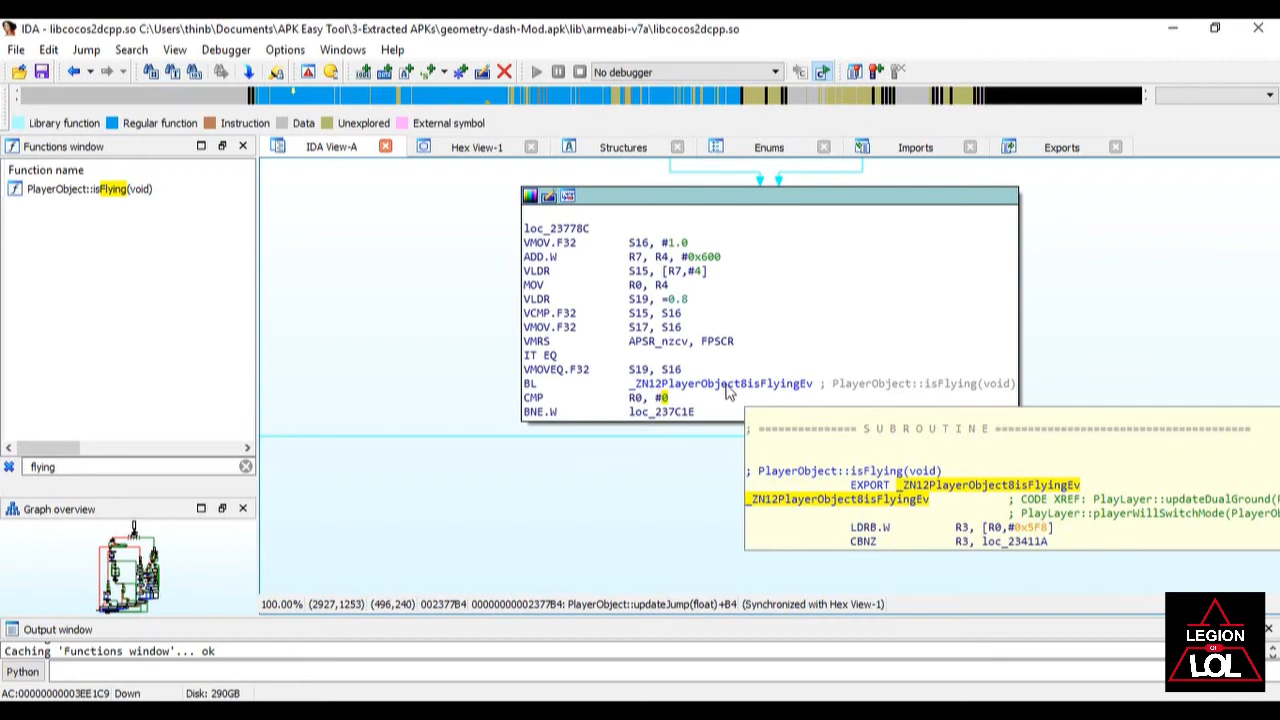 IDA - libcocos2dcpp.so C:\Users\thinb\Documents\APK Easy Tool\3-Extracted APKs\geometry-dash-Mod.apk\lib\armeabi-v7a\libcocos2dcpp.so
File Edit Jump Search View Debugger Options Windows Help
No debugger
Library function Regular function Instruction Data Unexplored External symbol
Functions window
IDA View-A Hex View-1 Structures Enums Imports Exports
Function name
PlayerObject::isFlying(void)
loc_23778C
VMOV.F32 S16, #1.0
ADD.W R7, R4, #0x600
VLDR S15, [R7,#4]
MOV R0, R4
VLDR S19, =0.8
VCMP.F32 S15, S16
VMOV.F32 S17, S16
VMRS APSR_nzcv, FPSCR
IT EQ
VMOVEQ.F32 S19, S16
BL _ZN12PlayerObject8isFlyingEv ; PlayerObject::isFlying(void)
CMP R0, #0
BNE.W loc_237C1E
; =============== S U B R O U T I N E =======================================
; PlayerObject::isFlying(void)
EXPORT _ZN12PlayerObject8isFlyingEv
_ZN12PlayerObject8isFlyingEv ; CODE XREF: PlayLayer::updateDualGround(P
; PlayLayer::playerWillSwitchMode(PlayerO
LDRB.W R3, [R0,#0x5F8]
CBNZ R3, loc_23411A
flying
Graph overview
100.00% (2927,1253) (496,240) 002377B4 00000000002377B4: PlayerObject::updateJump(float)+B4 (Synchronized with Hex View-1)
Output window
Caching 'Functions window'... ok
Python
AC:00000000003EE1C9 Down Disk: 290GB
LEGION
OF
LOL